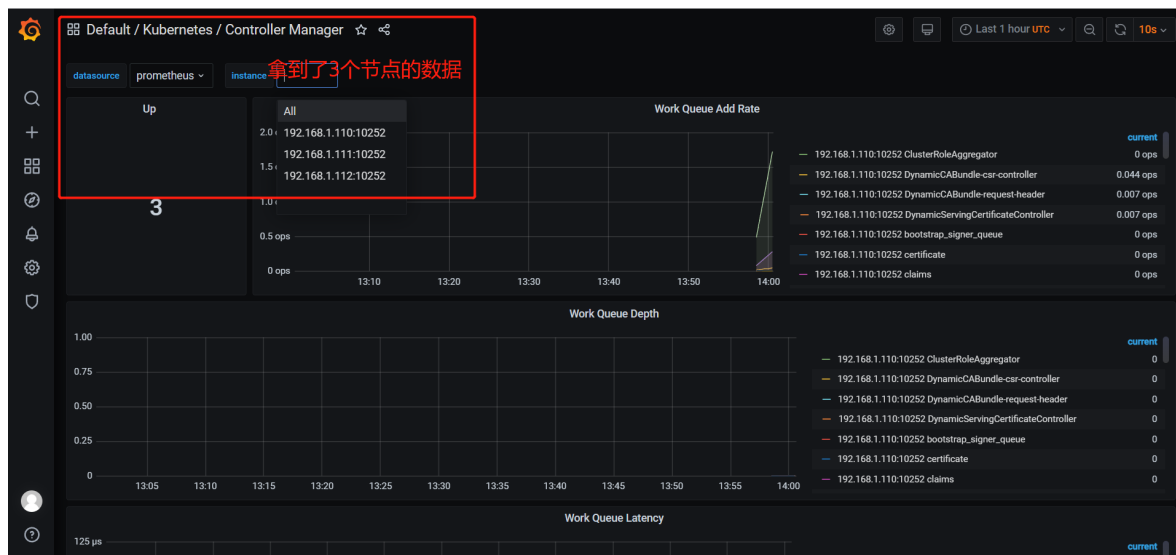 Default / Kubernetes / Controller Manager
Last 1 hour UTC
10s
datasource
prometheus
instance
拿到了3个节点的数据
Up
3
All
192.168.1.110:10252
192.168.1.111:10252
192.168.1.112:10252
Work Queue Add Rate
1.5
0.5 ops
0 ops
13:10 13:20 13:30 13:40 13:50 14:00
current
192.168.1.110:10252 ClusterRoleAggregator 0 ops
192.168.1.110:10252 DynamicCABundle-csr-controller 0.044 ops
192.168.1.110:10252 DynamicCABundle-request-header 0.007 ops
192.168.1.110:10252 DynamicServingCertificateController 0.007 ops
192.168.1.110:10252 bootstrap_signer_queue 0 ops
192.168.1.110:10252 certificate 0 ops
192.168.1.110:10252 claims 0 ops
Work Queue Depth
1.00
0.75
0.50
0.25
0
13:05 13:10 13:15 13:20 13:25 13:30 13:35 13:40 13:45 13:50 13:55 14:00
current
192.168.1.110:10252 ClusterRoleAggregator 0
192.168.1.110:10252 DynamicCABundle-csr-controller 0
192.168.1.110:10252 DynamicCABundle-request-header 0
192.168.1.110:10252 DynamicServingCertificateController 0
192.168.1.110:10252 bootstrap_signer_queue 0
192.168.1.110:10252 certificate 0
192.168.1.110:10252 claims 0
Work Queue Latency
125 µs
current